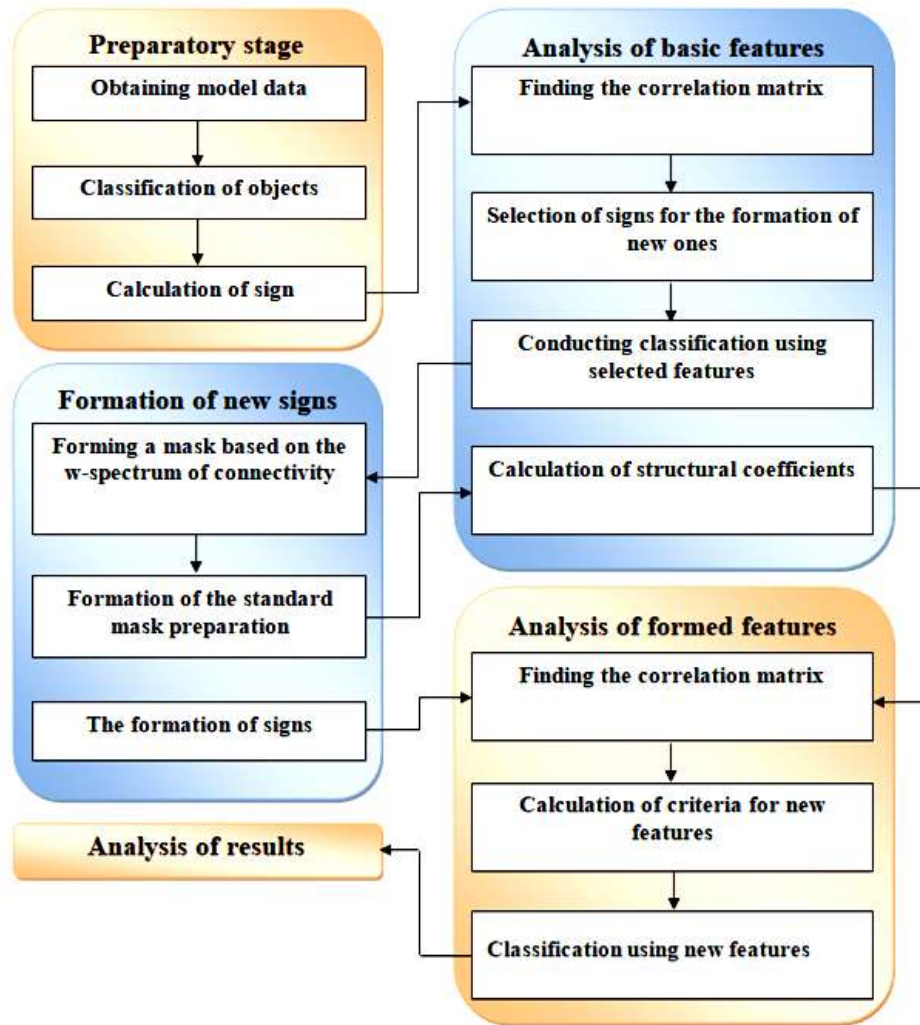 Preparatory stage
Obtaining model data
Classification of objects
Calculation of sign
Analysis of basic features
Finding the correlation matrix
Selection of signs for the formation of
new ones
Conducting classification using
selected features
Calculation of structural coefficients
Formation of new signs
Forming a mask based on the
w-spectrum of connectivity
Formation of the standard
mask preparation
The formation of signs
Analysis of formed features
Finding the correlation matrix
Calculation of criteria for new
features
Classification using new features
Analysis of results